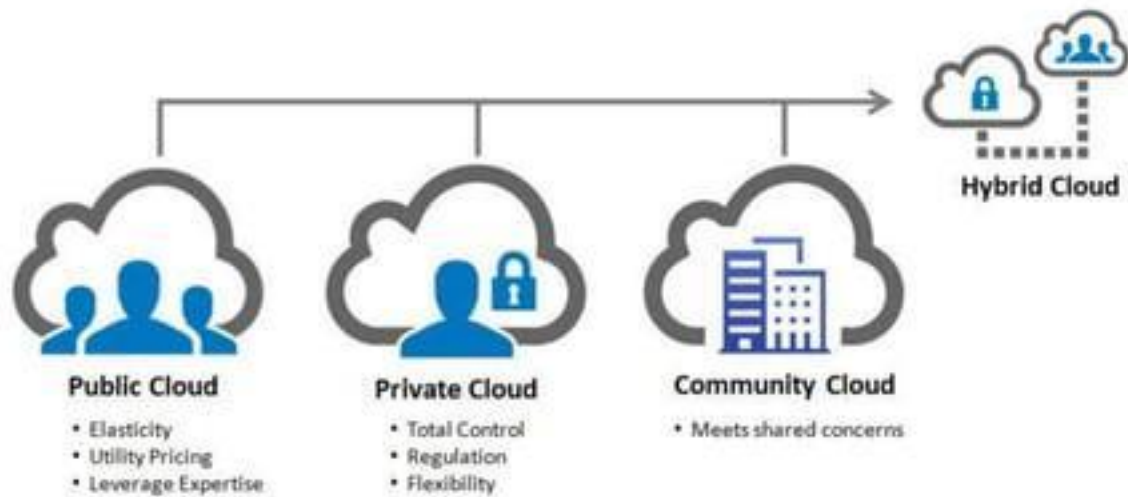 Hybrid Cloud
Public Cloud
• Elasticity
• Utility Pricing
• Leverage Expertise
Private Cloud
• Total Control
• Regulation
• Flexibility
Community Cloud
• Meets shared concerns